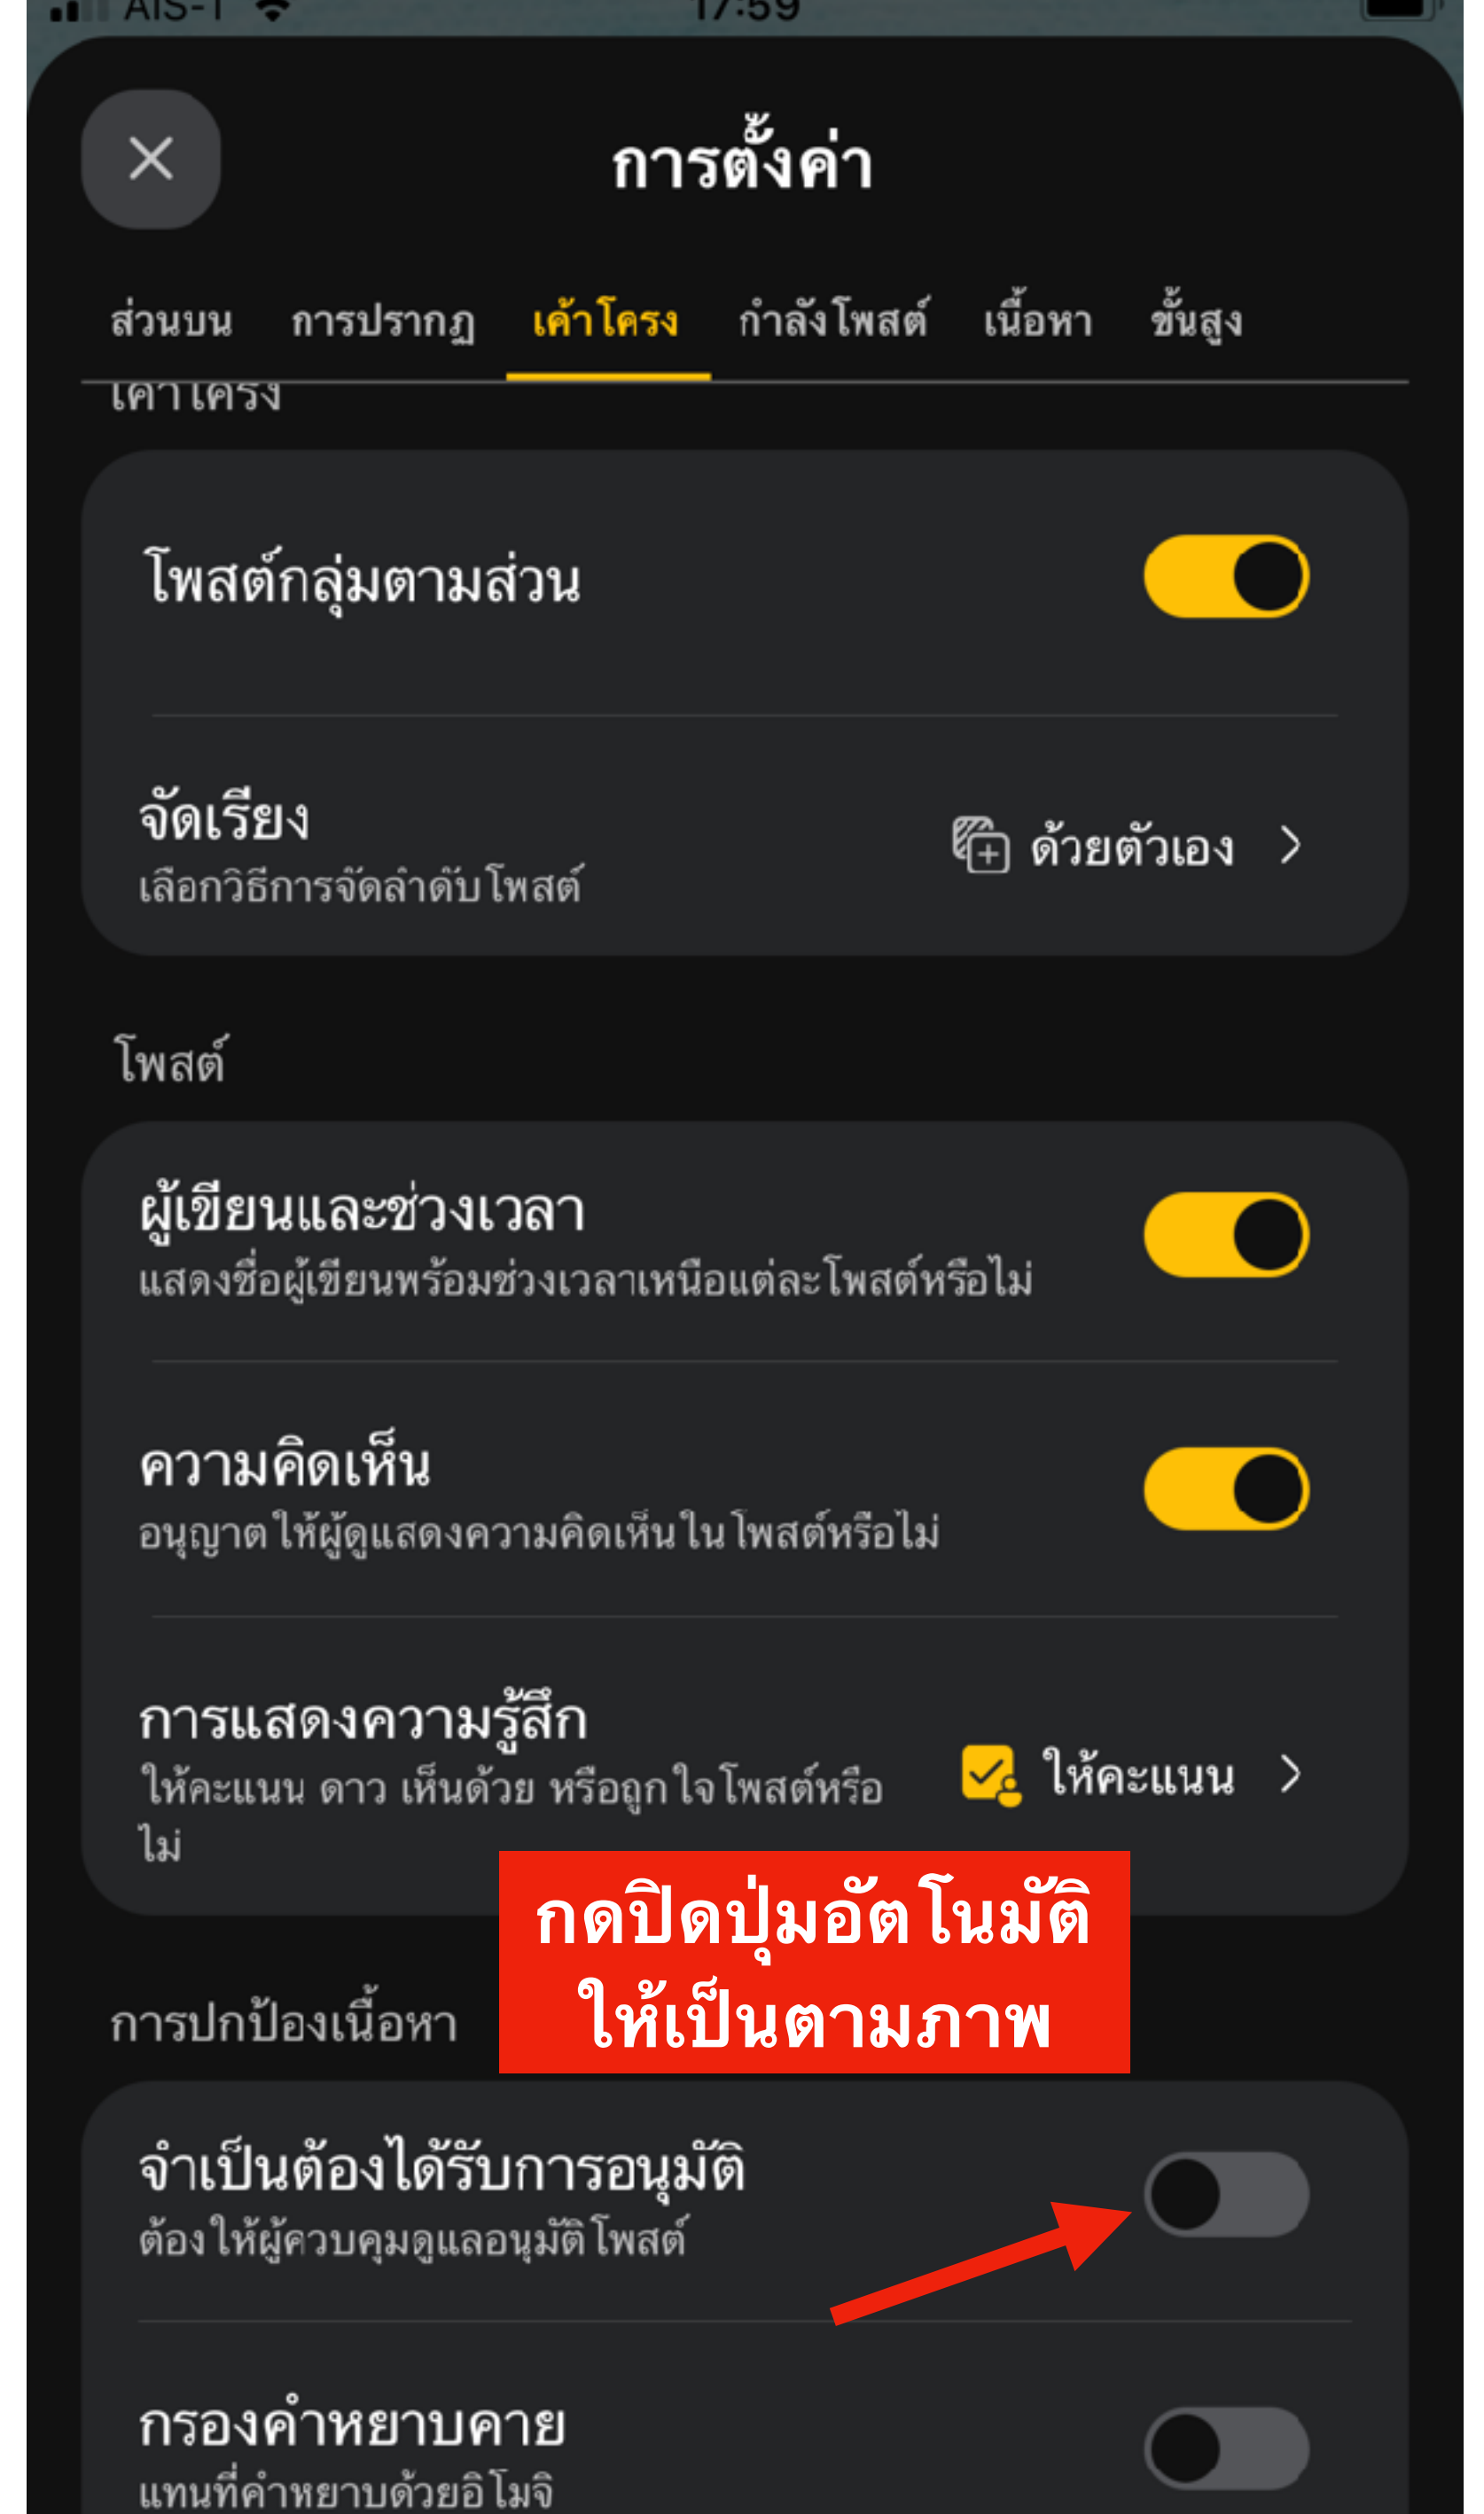 AIS-T
17:59
การตั้งค่า
ส่วนบน การปรากฏ เค้าโครง กำลังโพสต์ เนื้อหา ขั้นสูง
เค้าโครง
โพสต์กลุ่มตามส่วน
จัดเรียง
ด้วยตัวเอง
เลือกวิธีการจัดลำดับโพสต์
โพสต์
ผู้เขียนและช่วงเวลา
แสดงชื่อผู้เขียนพร้อมช่วงเวลาเหนือแต่ละโพสต์หรือไม่
ความคิดเห็น
อนุญาตให้ผู้ดูแสดงความคิดเห็นในโพสต์หรือไม่
การแสดงความรู้สึก
ให้คะแนน ดาว เห็นด้วย หรือถูกใจโพสต์หรือ
ไม่
ให้คะแนน
กดปิดปุ่มอัตโนมัติ
ให้เป็นตามภาพ
การปกป้องเนื้อหา
จำเป็นต้องได้รับการอนุมัติ
ต้องให้ผู้ควบคุมดูแลอนุมัติโพสต์
กรองคำหยาบคาย
แทนที่คำหยาบด้วยอิโมจิ